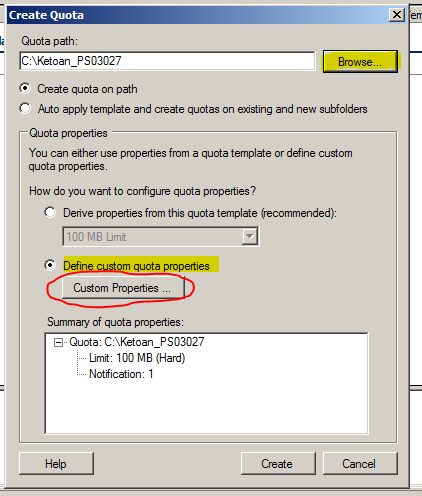 Create Quota
Quota path:
C:\Ketoan_PS03027
Browse...
Create quota on path
Auto apply template and create quotas on existing and new subfolders
Quota properties
You can either use properties from a quota template or define custom
quota properties.
How do you want to configure quota properties?
Derive properties from this quota template (recommended):
100 MB Limit
Define custom quota properties
Custom Properties ...
Summary of quota properties:
Quota: C:\Ketoan_PS03027
Limit: 100 MB (Hard)
Notification: 1
Help
Create
Cancel